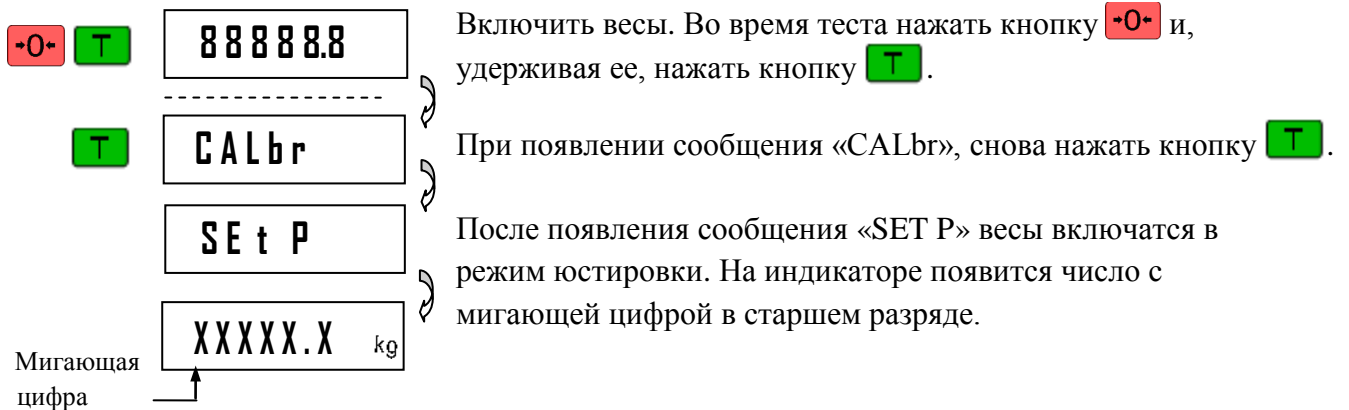 →0← T
88888.8
Включить весы. Во время теста нажать кнопку →0← и,
удерживая ее, нажать кнопку T .
T
CALbr
При появлении сообщения «CALbr», снова нажать кнопку T .
SEt P
После появления сообщения «SET P» весы включатся в
режим юстировки. На индикаторе появится число с
мигающей цифрой в старшем разряде.
XXXXX.X kg
Мигающая
цифра